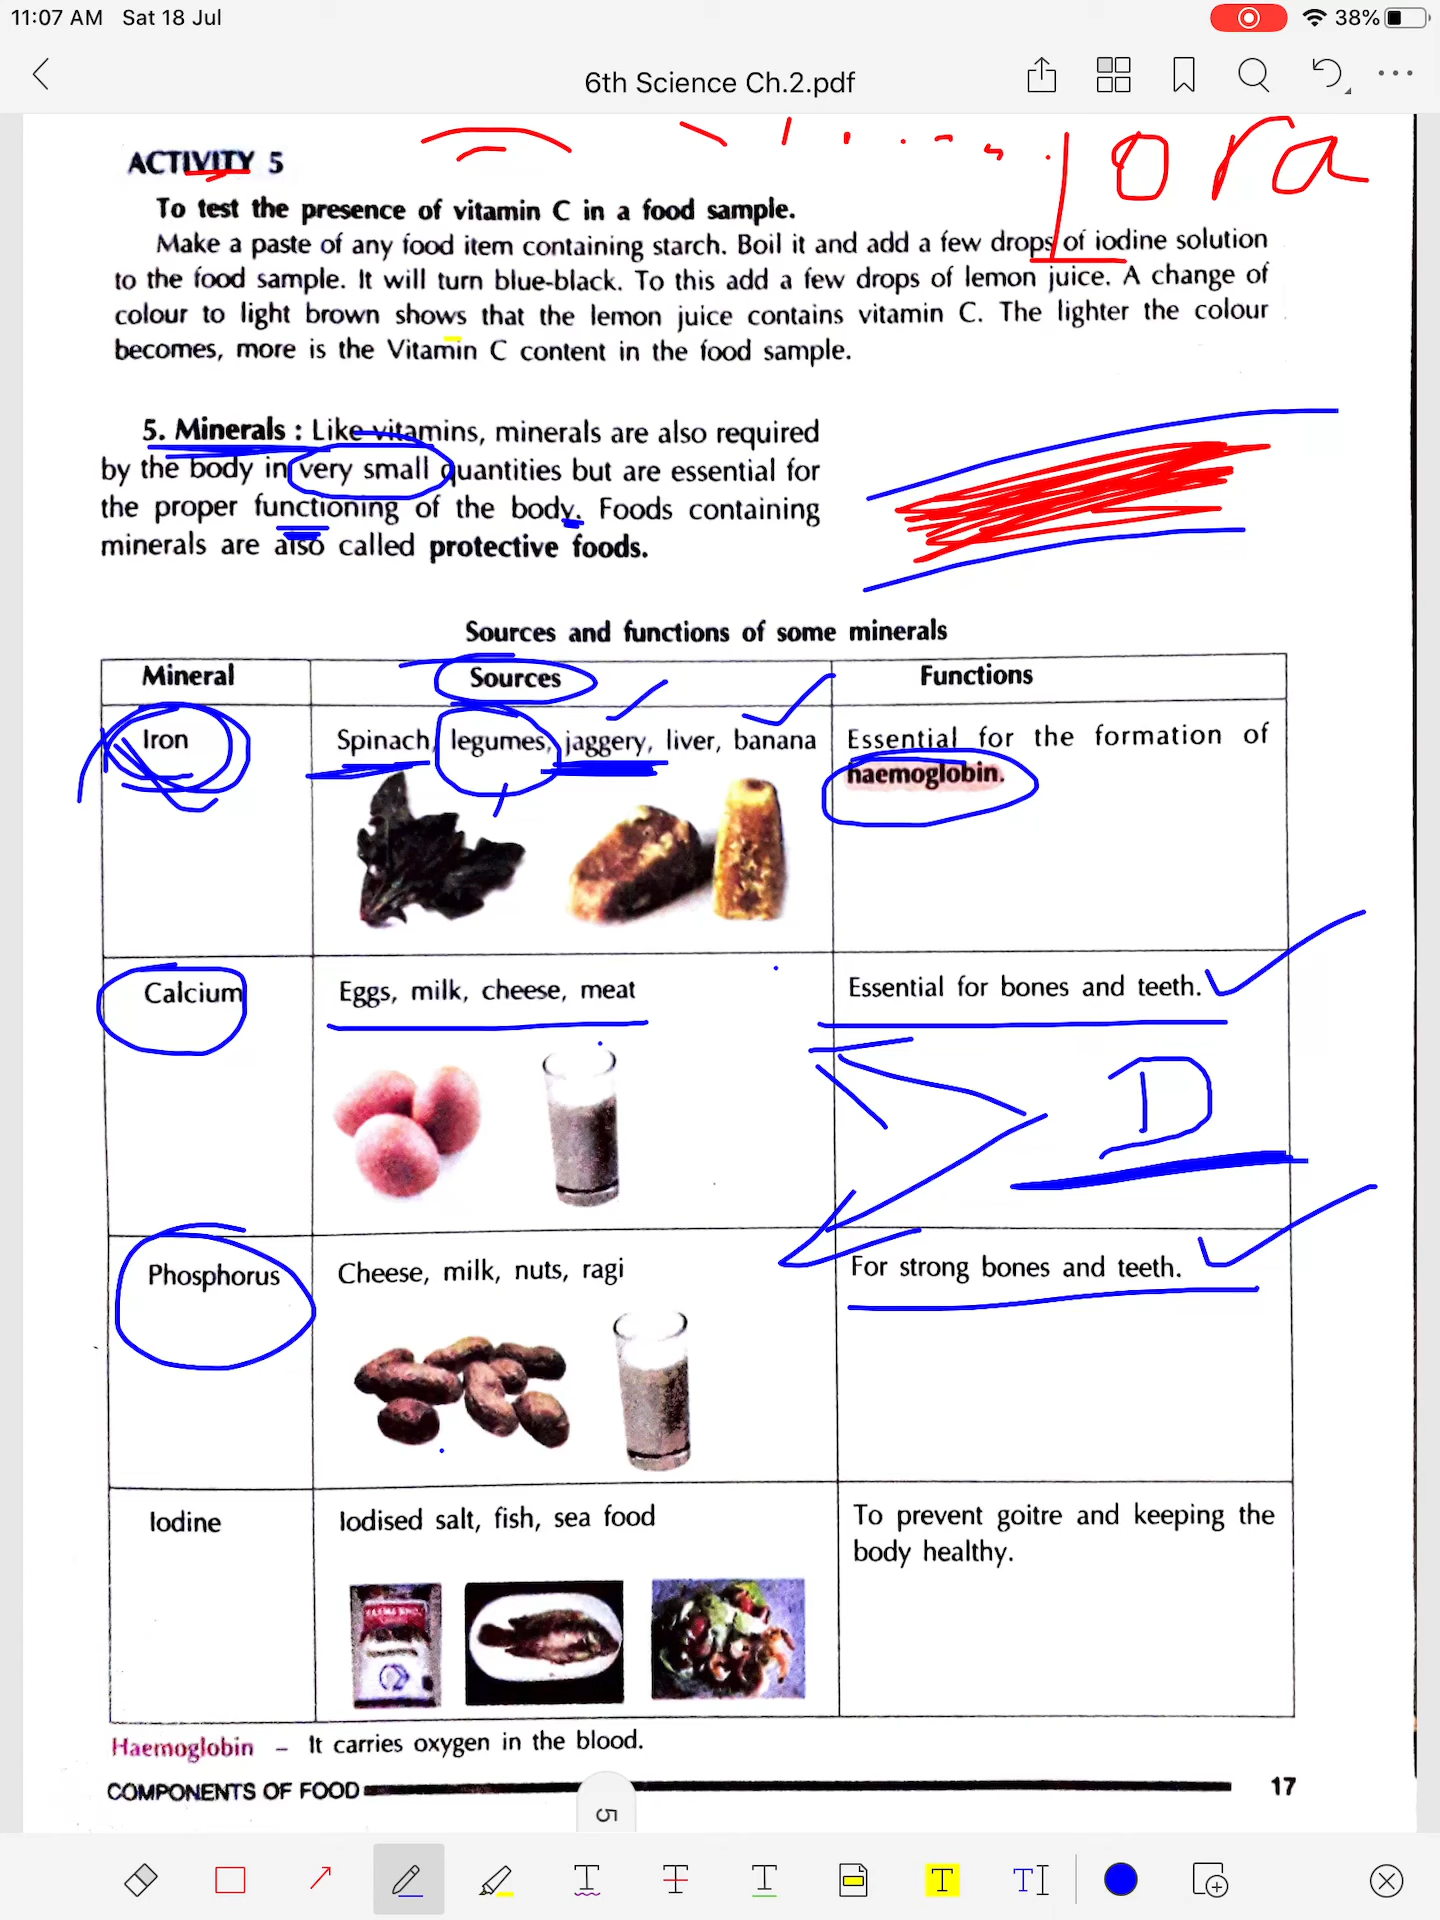 11:07 AM Sat 18 Jul 38%
6th Science Ch.2.pdf
jora
ACTIVITY 5
To test the presence of vitamin C in a food sample.
Make a paste of any food item containing starch. Boil it and add a few drops of iodine solution
to the food sample. It will turn blue-black. To this add a few drops of lemon juice. A change of
colour to light brown shows that the lemon juice contains vitamin C. The lighter the colour
becomes, more is the Vitamin C content in the food sample.
5. Minerals : Like vitamins, minerals are also required
by the body in very small quantities but are essential for
the proper functioning of the body. Foods containing
minerals are also called protective foods.
Sources and functions of some minerals
Mineral Sources Functions
Iron Spinach, legumes, jaggery, liver, banana Essential for the formation of
haemoglobin.
Calcium Eggs, milk, cheese, meat Essential for bones and teeth.
D
Phosphorus Cheese, milk, nuts, ragi For strong bones and teeth.
Iodine Iodised salt, fish, sea food To prevent goitre and keeping the
body healthy.
Haemoglobin – It carries oxygen in the blood.
COMPONENTS OF FOOD 17
5